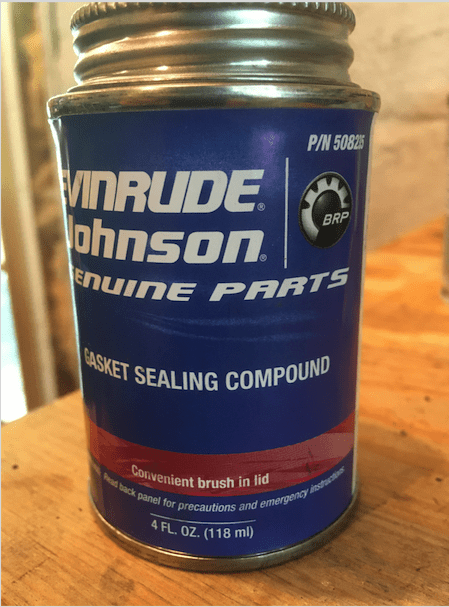 P/N 508235
VINRUDE®
Johnson®
BRP
ENUINE PARTS
GASKET SEALING COMPOUND
Convenient brush in lid
Read back panel for precautions and emergency instructions.
4 FL. OZ. (118 ml)